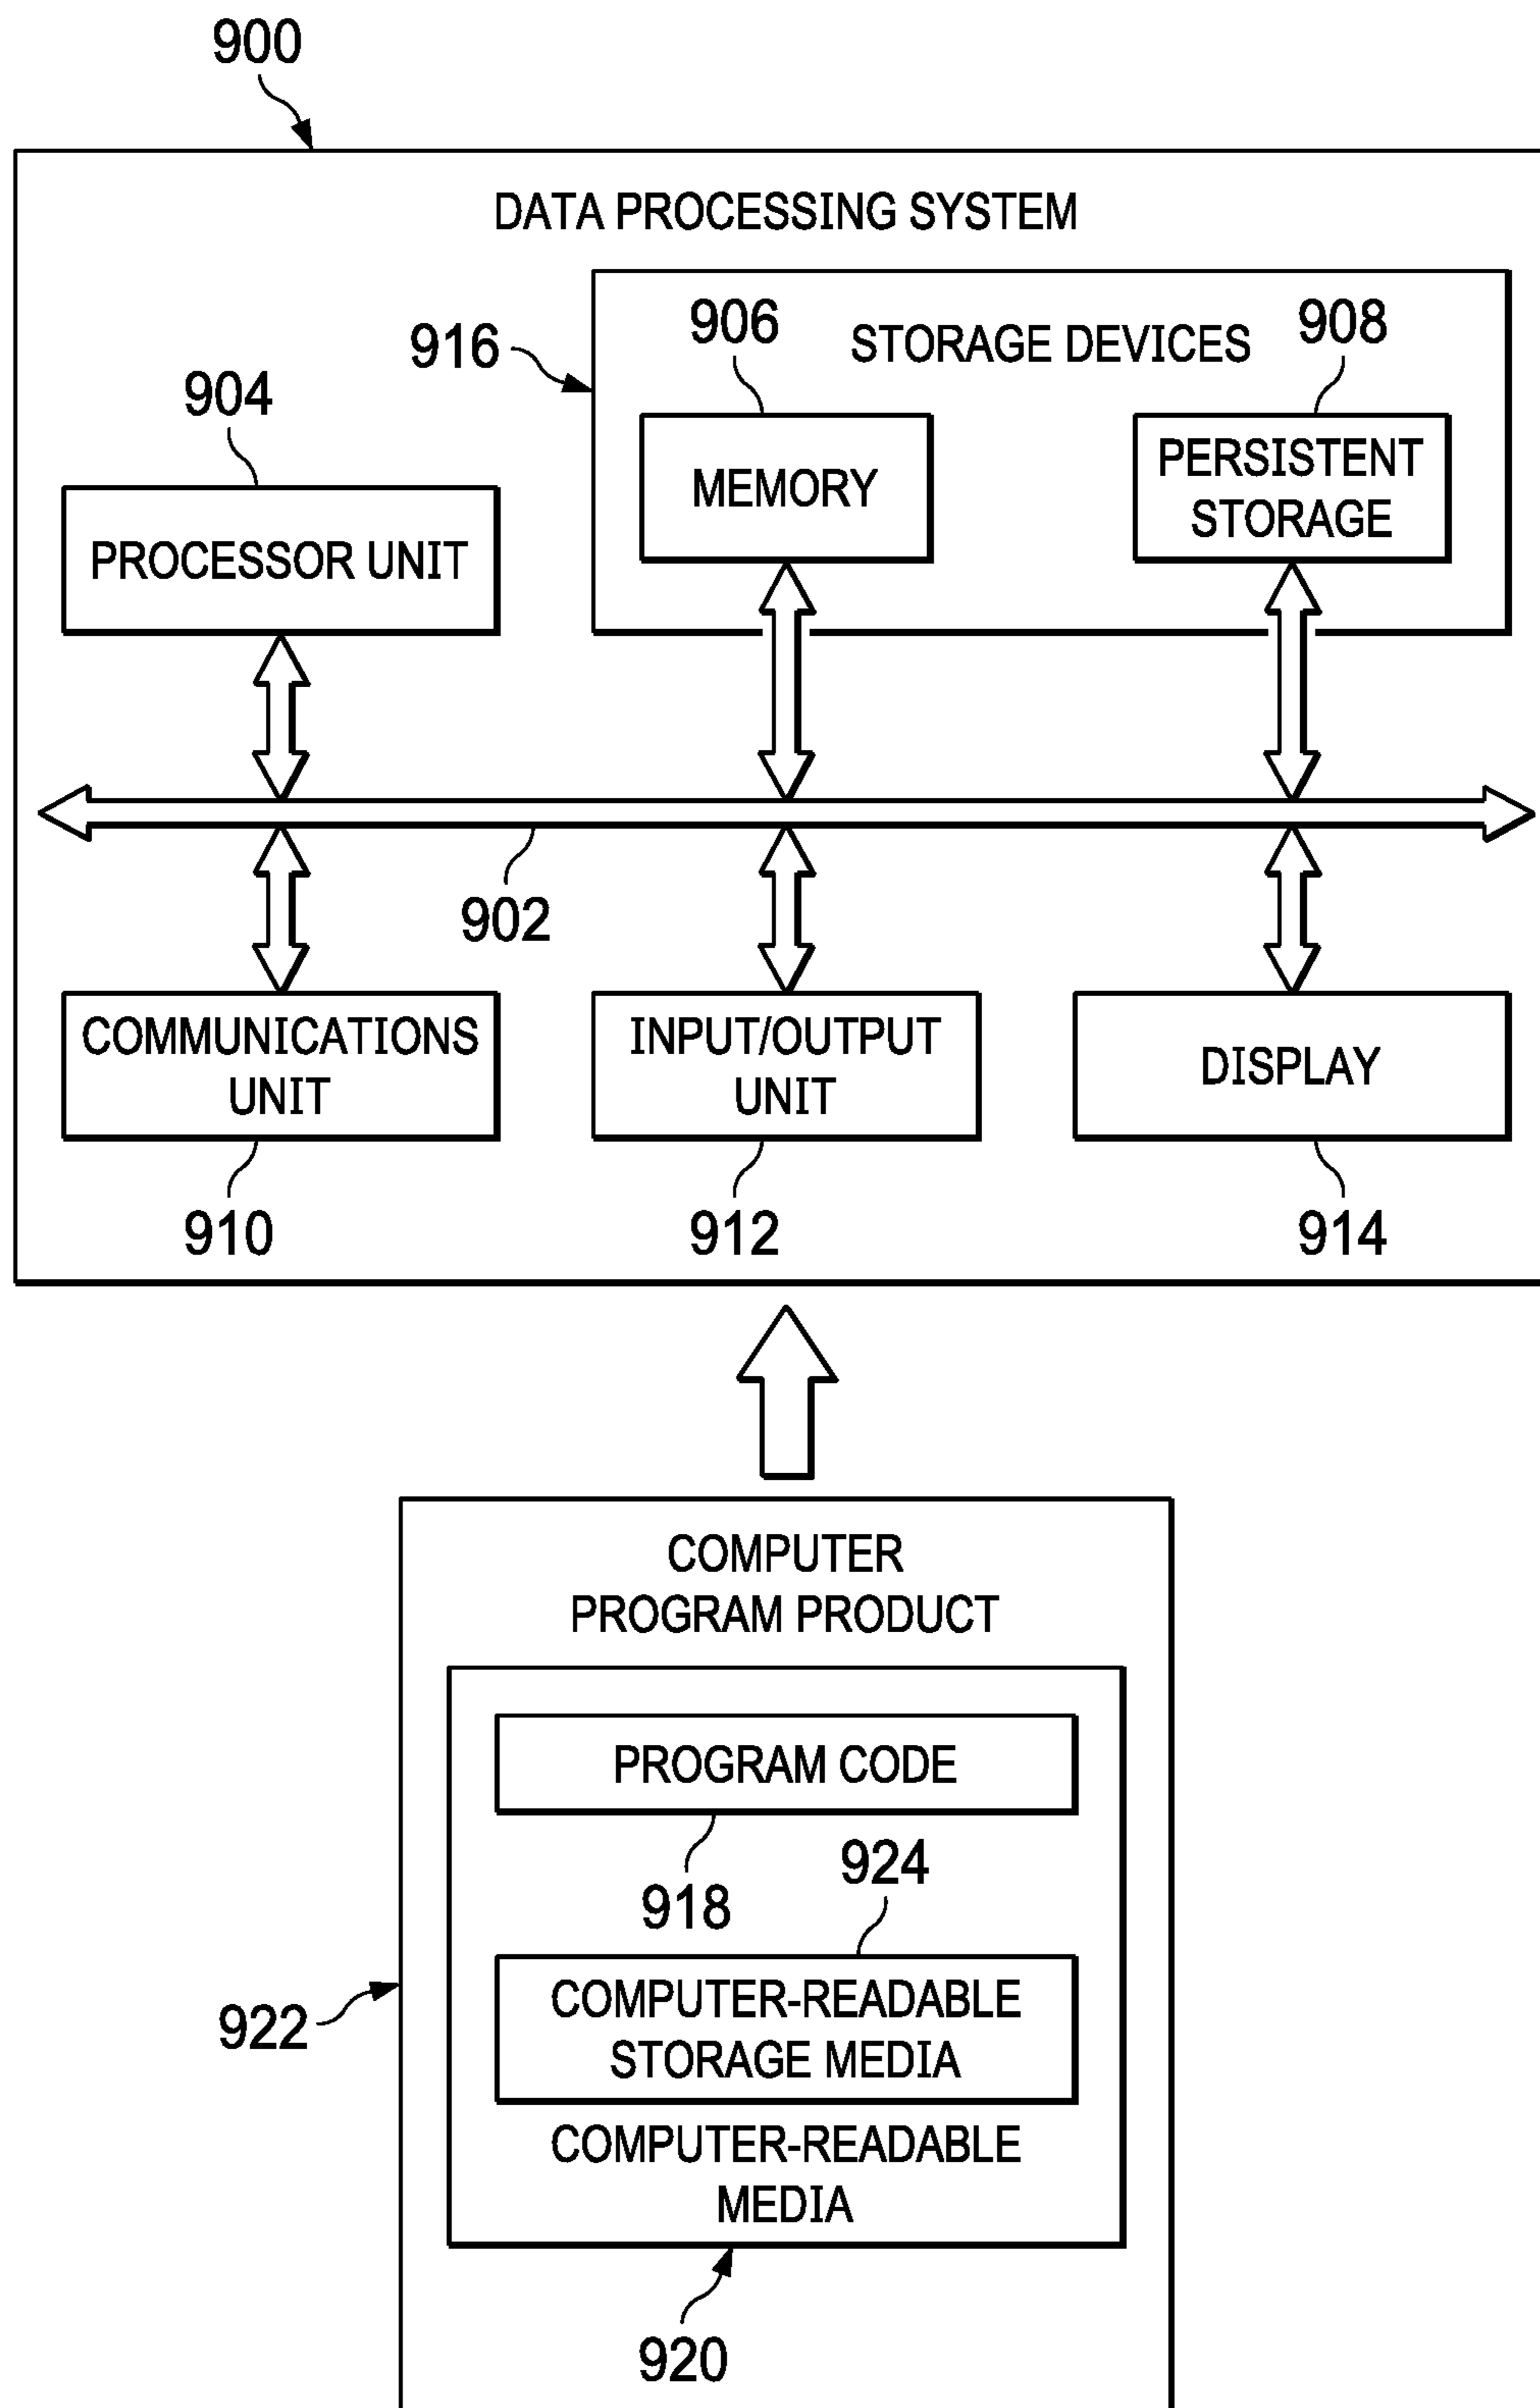 900
DATA PROCESSING SYSTEM
916
906
STORAGE DEVICES
908
904
MEMORY
PERSISTENT
STORAGE
PROCESSOR UNIT
902
COMMUNICATIONS
UNIT
INPUT/OUTPUT
UNIT
DISPLAY
910
912
914
COMPUTER
PROGRAM PRODUCT
PROGRAM CODE
918
924
922
COMPUTER-READABLE
STORAGE MEDIA
COMPUTER-READABLE
MEDIA
920